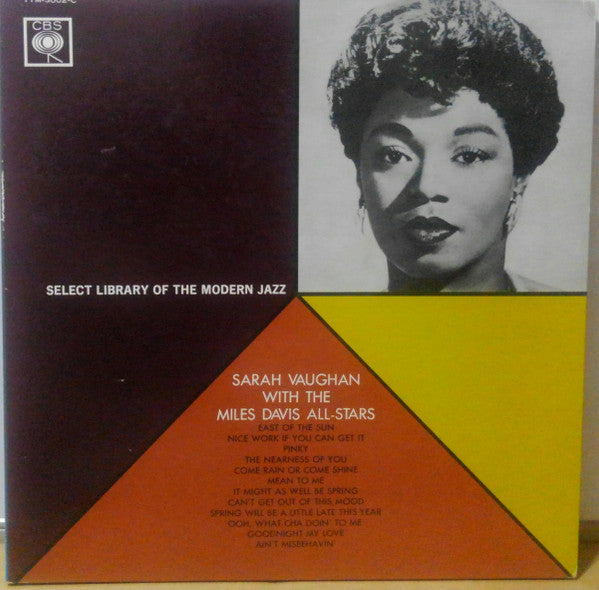 CBS
SELECT LIBRARY OF THE MODERN JAZZ
SARAH VAUGHAN
WITH THE
MILES DAVIS ALL-STARS
EAST OF THE SUN
NICE WORK IF YOU CAN GET IT
PINKY
THE NEARNESS OF YOU
COME RAIN OR COME SHINE
MEAN TO ME
IT MIGHT AS WELL BE SPRING
CAN'T GET OUT OF THIS MOOD
SPRING WILL BE A LITTLE LATE THIS YEAR
OOH, WHAT CHA DOIN' TO ME
GOODNIGHT MY LOVE
AIN'T MISBEHAVIN'